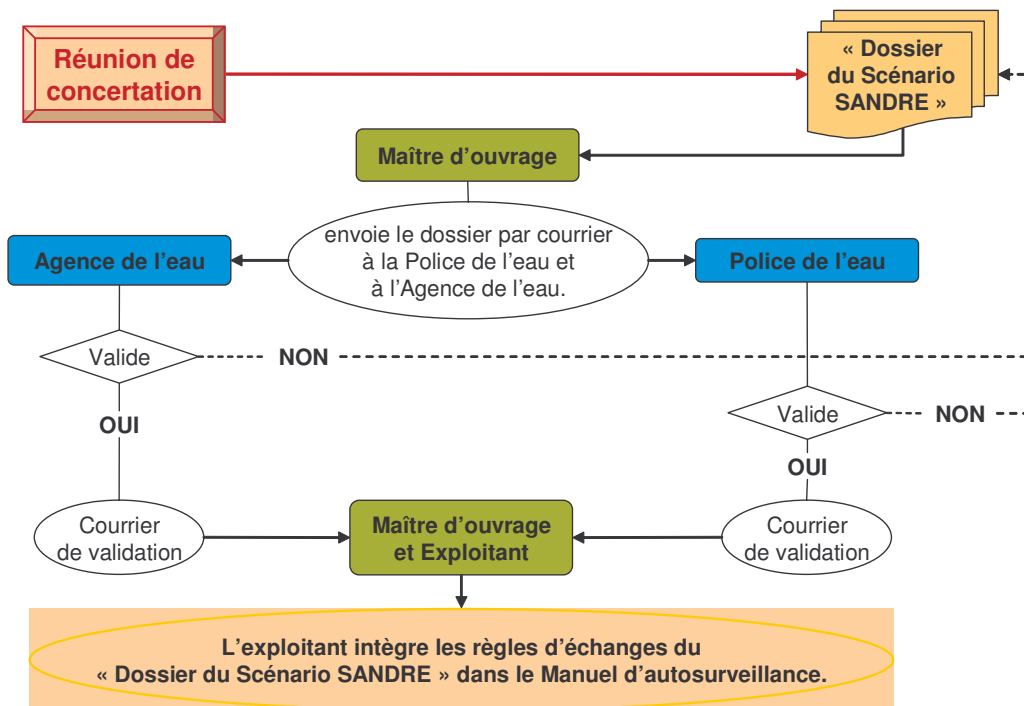 Réunion de
concertation
« Dossier
du Scénario
SANDRE »
Maître d'ouvrage
envoie le dossier par courrier
à la Police de l'eau et
à l'Agence de l'eau.
Agence de l'eau
Police de l'eau
Valide
NON
Valide
NON
OUI
OUI
Courrier
de validation
Maître d'ouvrage
et Exploitant
Courrier
de validation
L'exploitant intègre les règles d'échanges du
« Dossier du Scénario SANDRE » dans le Manuel d'autosurveillance.